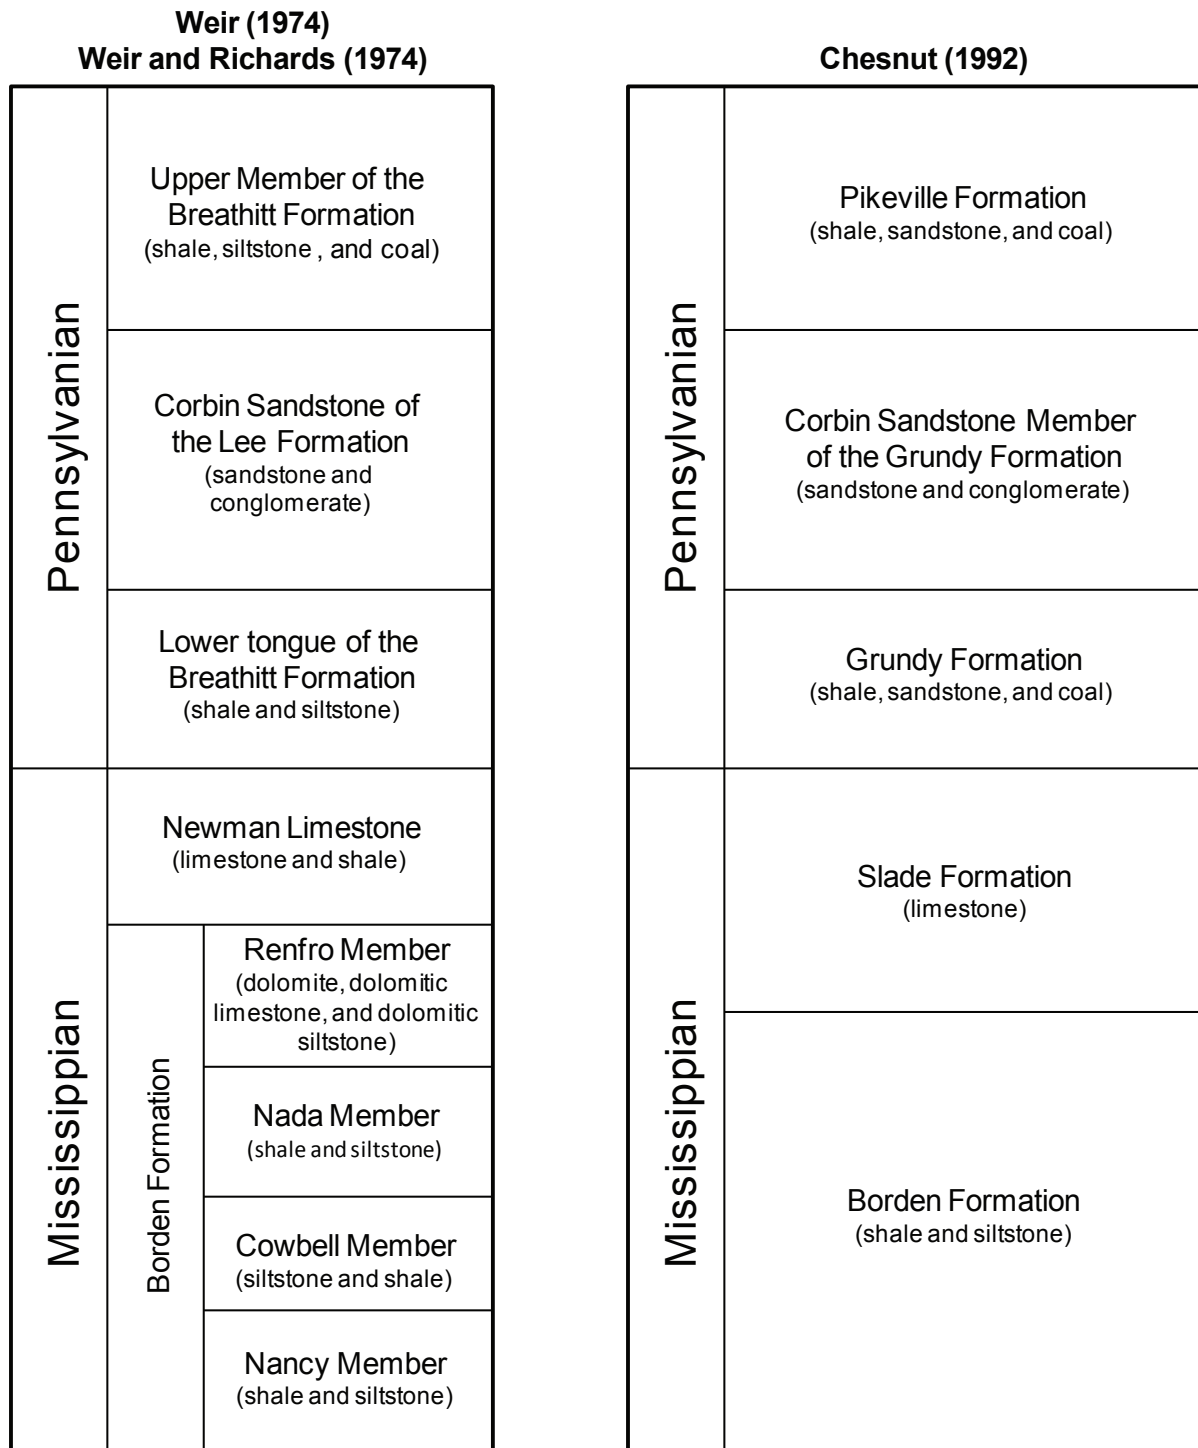 Weir (1974)
Weir and Richards (1974)
Pennsylvanian
Upper Member of the
Breathitt Formation
(shale, siltstone , and coal)
Corbin Sandstone of
the Lee Formation
(sandstone and
conglomerate)
Lower tongue of the
Breathitt Formation
(shale and siltstone)
Mississippian
Newman Limestone
(limestone and shale)
Borden Formation
Renfro Member
(dolomite, dolomitic
limestone, and dolomitic
siltstone)
Nada Member
(shale and siltstone)
Cowbell Member
(siltstone and shale)
Nancy Member
(shale and siltstone)
Chesnut (1992)
Pennsylvanian
Pikeville Formation
(shale, sandstone, and coal)
Corbin Sandstone Member
of the Grundy Formation
(sandstone and conglomerate)
Grundy Formation
(shale, sandstone, and coal)
Mississippian
Slade Formation
(limestone)
Borden Formation
(shale and siltstone)